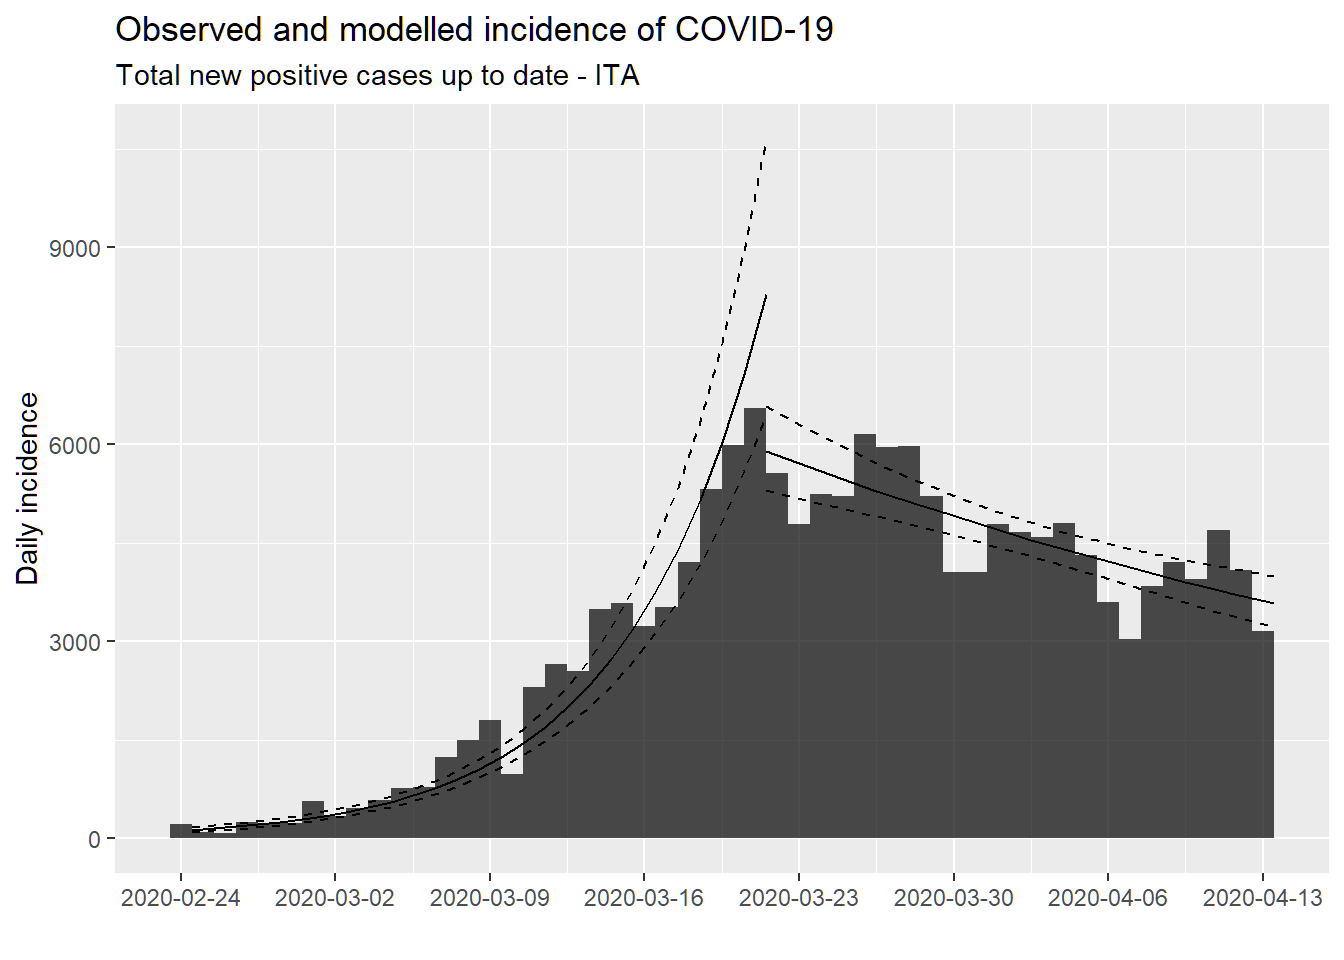 Observed and modelled incidence of COVID-19
Total new positive cases up to date - ITA
Daily incidence
9000
6000
3000
0
2020-02-24 2020-03-02 2020-03-09 2020-03-16 2020-03-23 2020-03-30 2020-04-06 2020-04-13